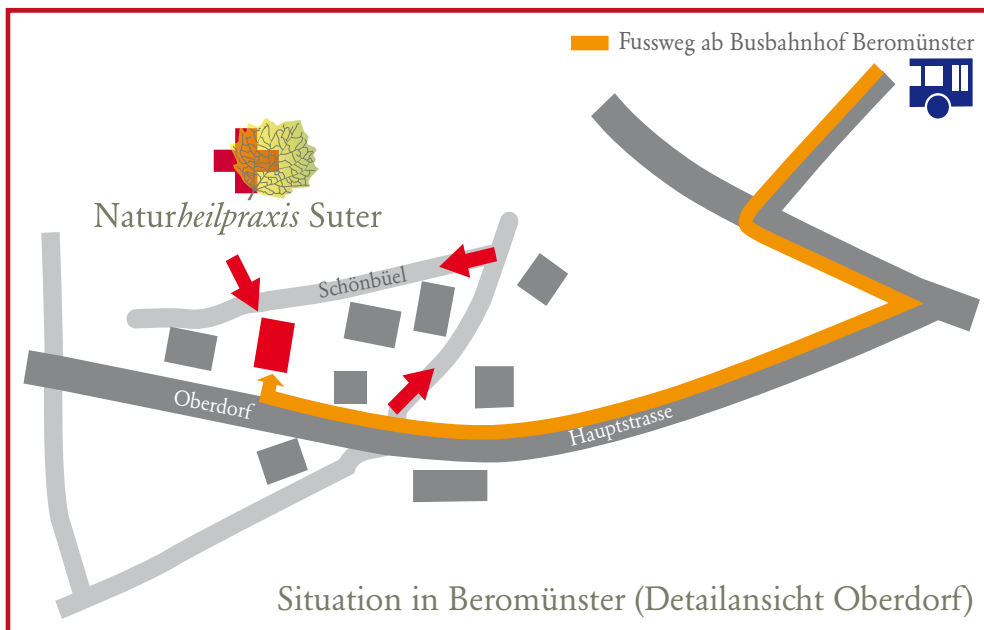 Fussweg ab Busbahnhof Beromünster
Naturheilpraxis Suter
Schönbüel
Oberdorf
Hauptstrasse
Situation in Beromünster (Detailansicht Oberdorf)